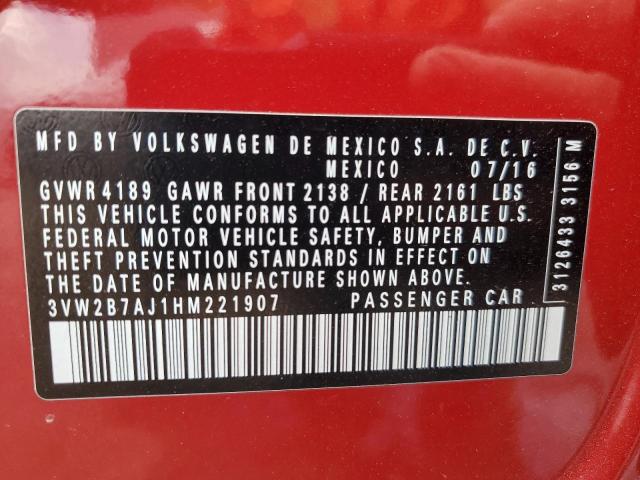 MFD BY VOLKSWAGEN DE MEXICO S.A. DE C.V.
MEXICO 07/16
GVWR 4189 GAWR FRONT 2138 / REAR 2161 LBS
THIS VEHICLE CONFORMS TO ALL APPLICABLE U.S.
FEDERAL MOTOR VEHICLE SAFETY, BUMPER AND
THEFT PREVENTION STANDARDS IN EFFECT ON
THE DATE OF MANUFACTURE SHOWN ABOVE.
3VW2B7AJ1HM221907 PASSENGER CAR
3126433 3156 M